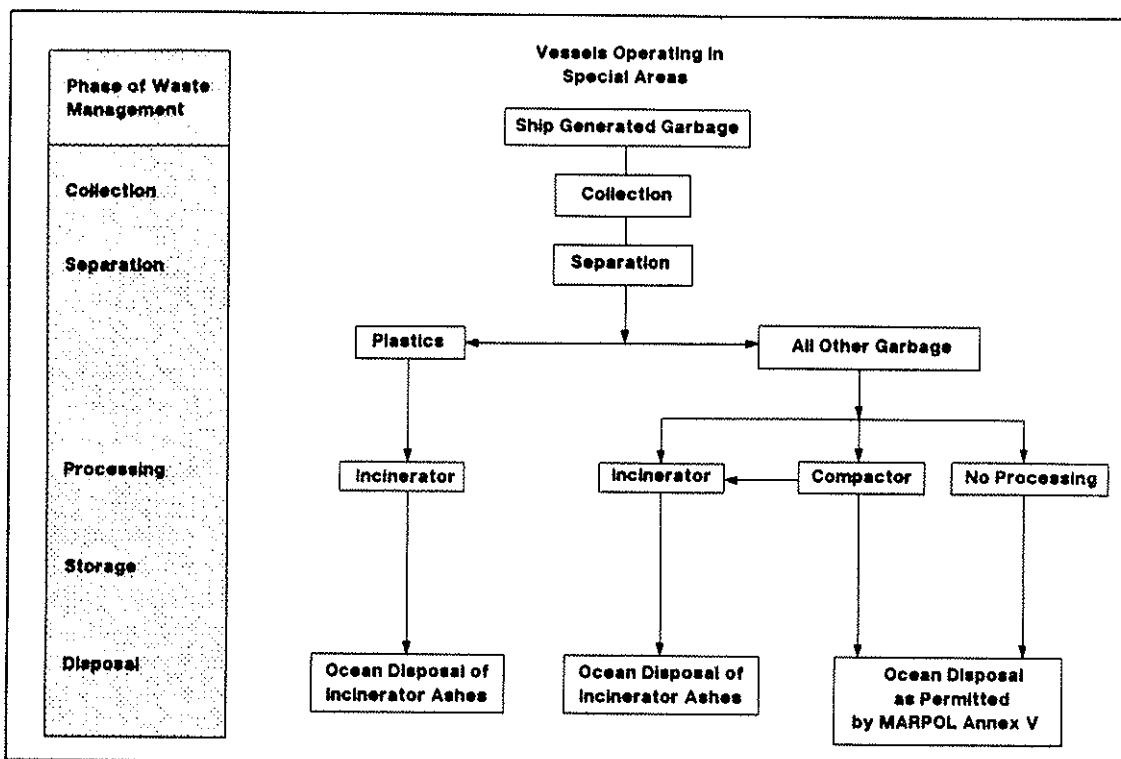 Vessels Operating in
Special Areas
Phase of Waste
Management
Ship Generated Garbage
Collection
Collection
Separation
Separation
Plastics
All Other Garbage
Processing
Incinerator
Incinerator
Compactor
No Processing
Storage
Disposal
Ocean Disposal of
Incinerator Ashes
Ocean Disposal of
Incinerator Ashes
Ocean Disposal
as Permitted
by MARPOL Annex V